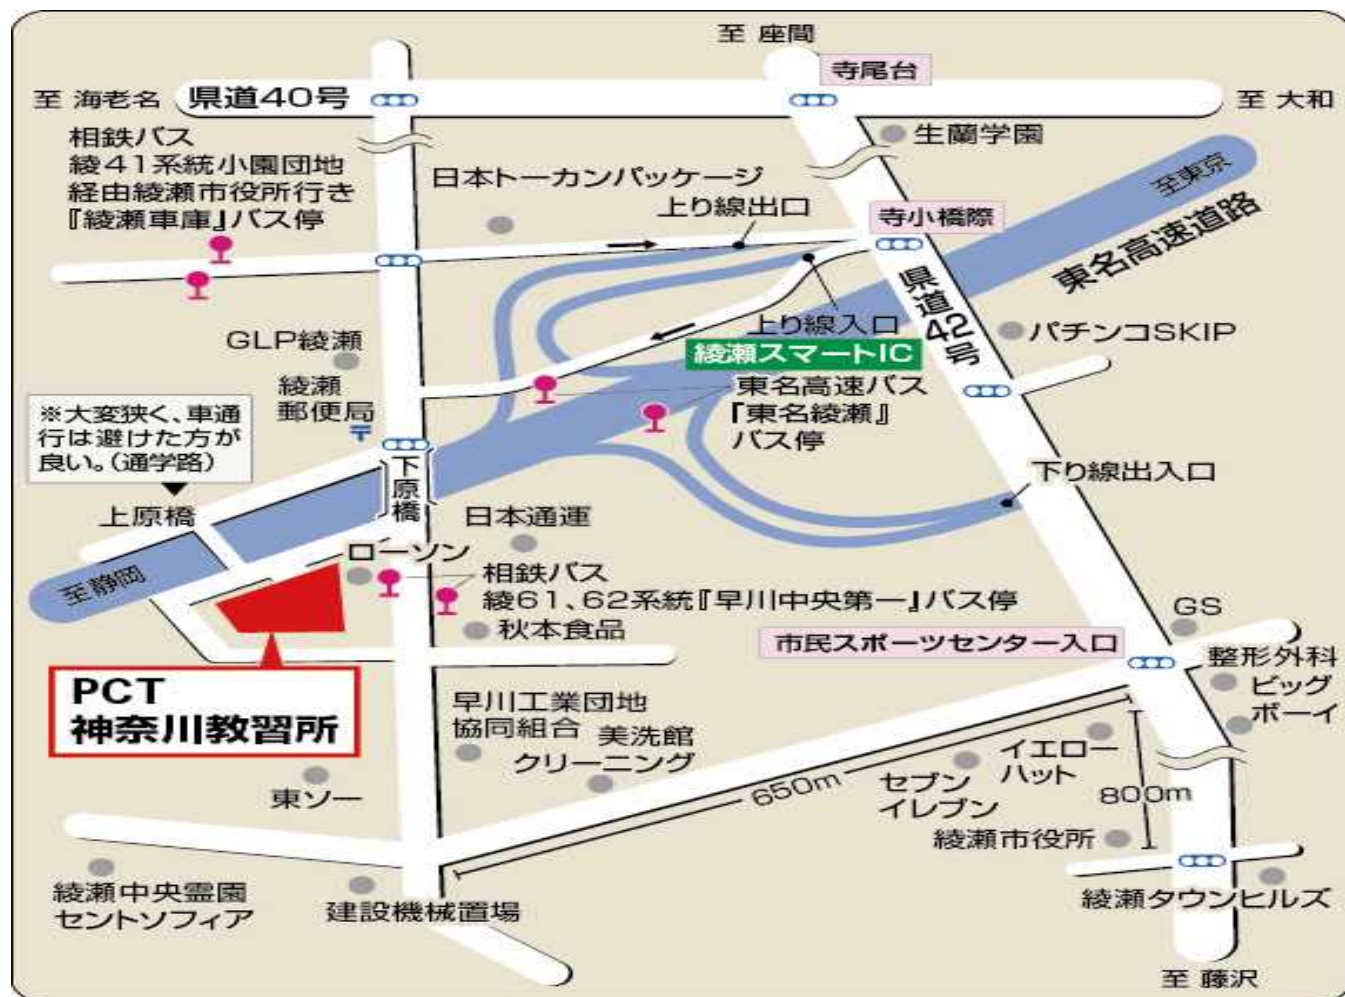 至 座間
寺尾台
至 海老名
県道40号
至 大和
相鉄バス
綾41系統小園団地
経由綾瀬市役所行き
『綾瀬車庫』バス停
生蘭学園
日本トーカンパッケージ
上り線出口
至東京
寺小橋際
東名高速道路
県道42号
GLP綾瀬
上り線入口
パチンコSKIP
綾瀬スマートIC
綾瀬
郵便局
〒
東名高速バス
『東名綾瀬』
バス停
※大変狭く、車通
行は避けた方が
良い。(通学路)
上原橋
下原橋
下り線出入口
日本通運
ローソン
至静岡
相鉄バス
綾61、62系統『早川中央第一』バス停
秋本食品
GS
市民スポーツセンター入口
整形外科
ビッグ
ボーイ
PCT
神奈川教習所
早川工業団地
協同組合
美洗館
クリーニング
イエロー
ハット
セブン
イレブン
650m
800m
東ソー
綾瀬市役所
綾瀬中央霊園
セントソフィア
建設機械置場
綾瀬タウンヒルズ
至 藤沢